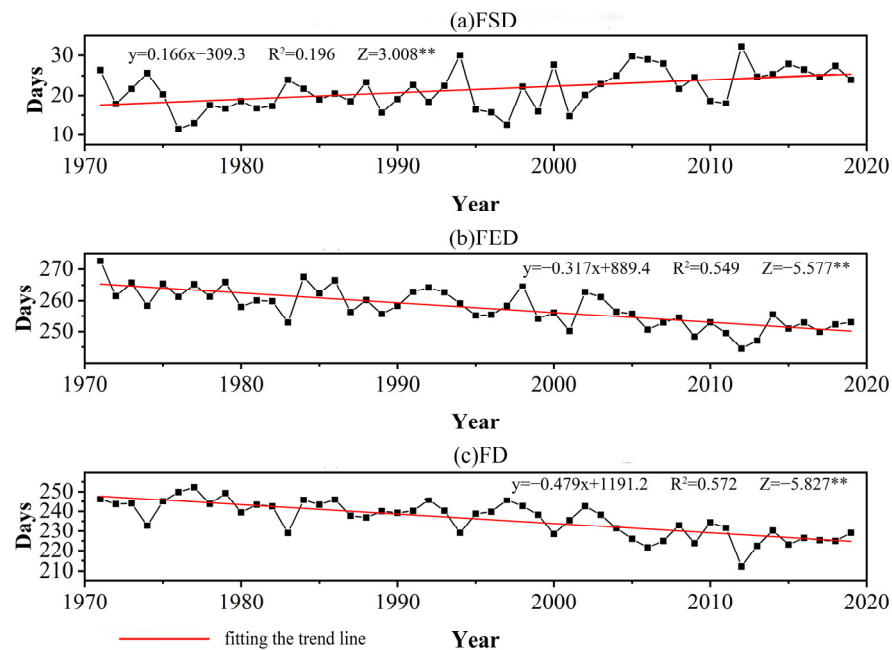 (a)FSD
y=0.166x−309.3 R²=0.196 Z=3.008**
30
20
10
Days
1970 1980 1990 2000 2010 2020
Year
(b)FED
y=−0.317x+889.4 R²=0.549 Z=−5.577**
270
260
250
Days
1970 1980 1990 2000 2010 2020
Year
(c)FD
y=−0.479x+1191.2 R²=0.572 Z=−5.827**
250
240
230
220
210
Days
1970 1980 1990 2000 2010 2020
fitting the trend line
Year